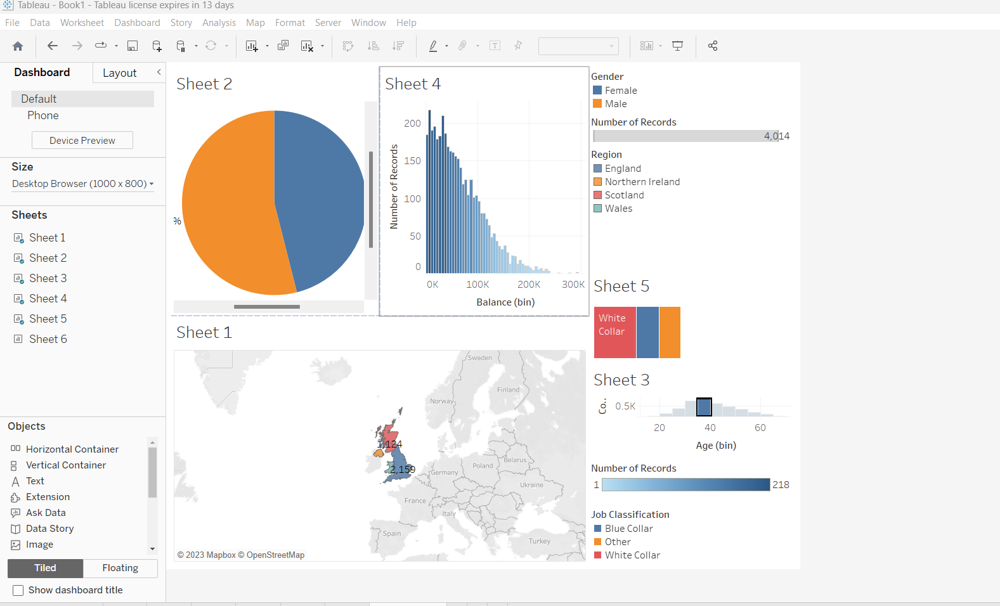 Tableau - Book1 - Tableau license expires in 13 days
File Data Worksheet Dashboard Story Analysis Map Format Server Window Help
Dashboard Layout
Default
Phone
Device Preview
Size
Desktop Browser (1000 x 800)
Sheets
Sheet 1
Sheet 2
Sheet 3
Sheet 4
Sheet 5
Sheet 6
Objects
Horizontal Container
Vertical Container
Text
Extension
Ask Data
Data Story
Image
Tiled Floating
Show dashboard title
Sheet 2
%
Sheet 4
Number of Records
200
150
100
50
0
0K 100K 200K 300K
Balance (bin)
Sheet 1
Sweden
Finland
Norway
1,124
2,159
Belarus
Poland
Germany
Ukraine
France
Italy
Spain
Turkey
© 2023 Mapbox © OpenStreetMap
Gender
Female
Male
Number of Records
4,014
Region
England
Northern Ireland
Scotland
Wales
Sheet 5
White
Collar
Sheet 3
Co..
0.5K
20 40 60
Age (bin)
Number of Records
1 218
Job Classification
Blue Collar
Other
White Collar